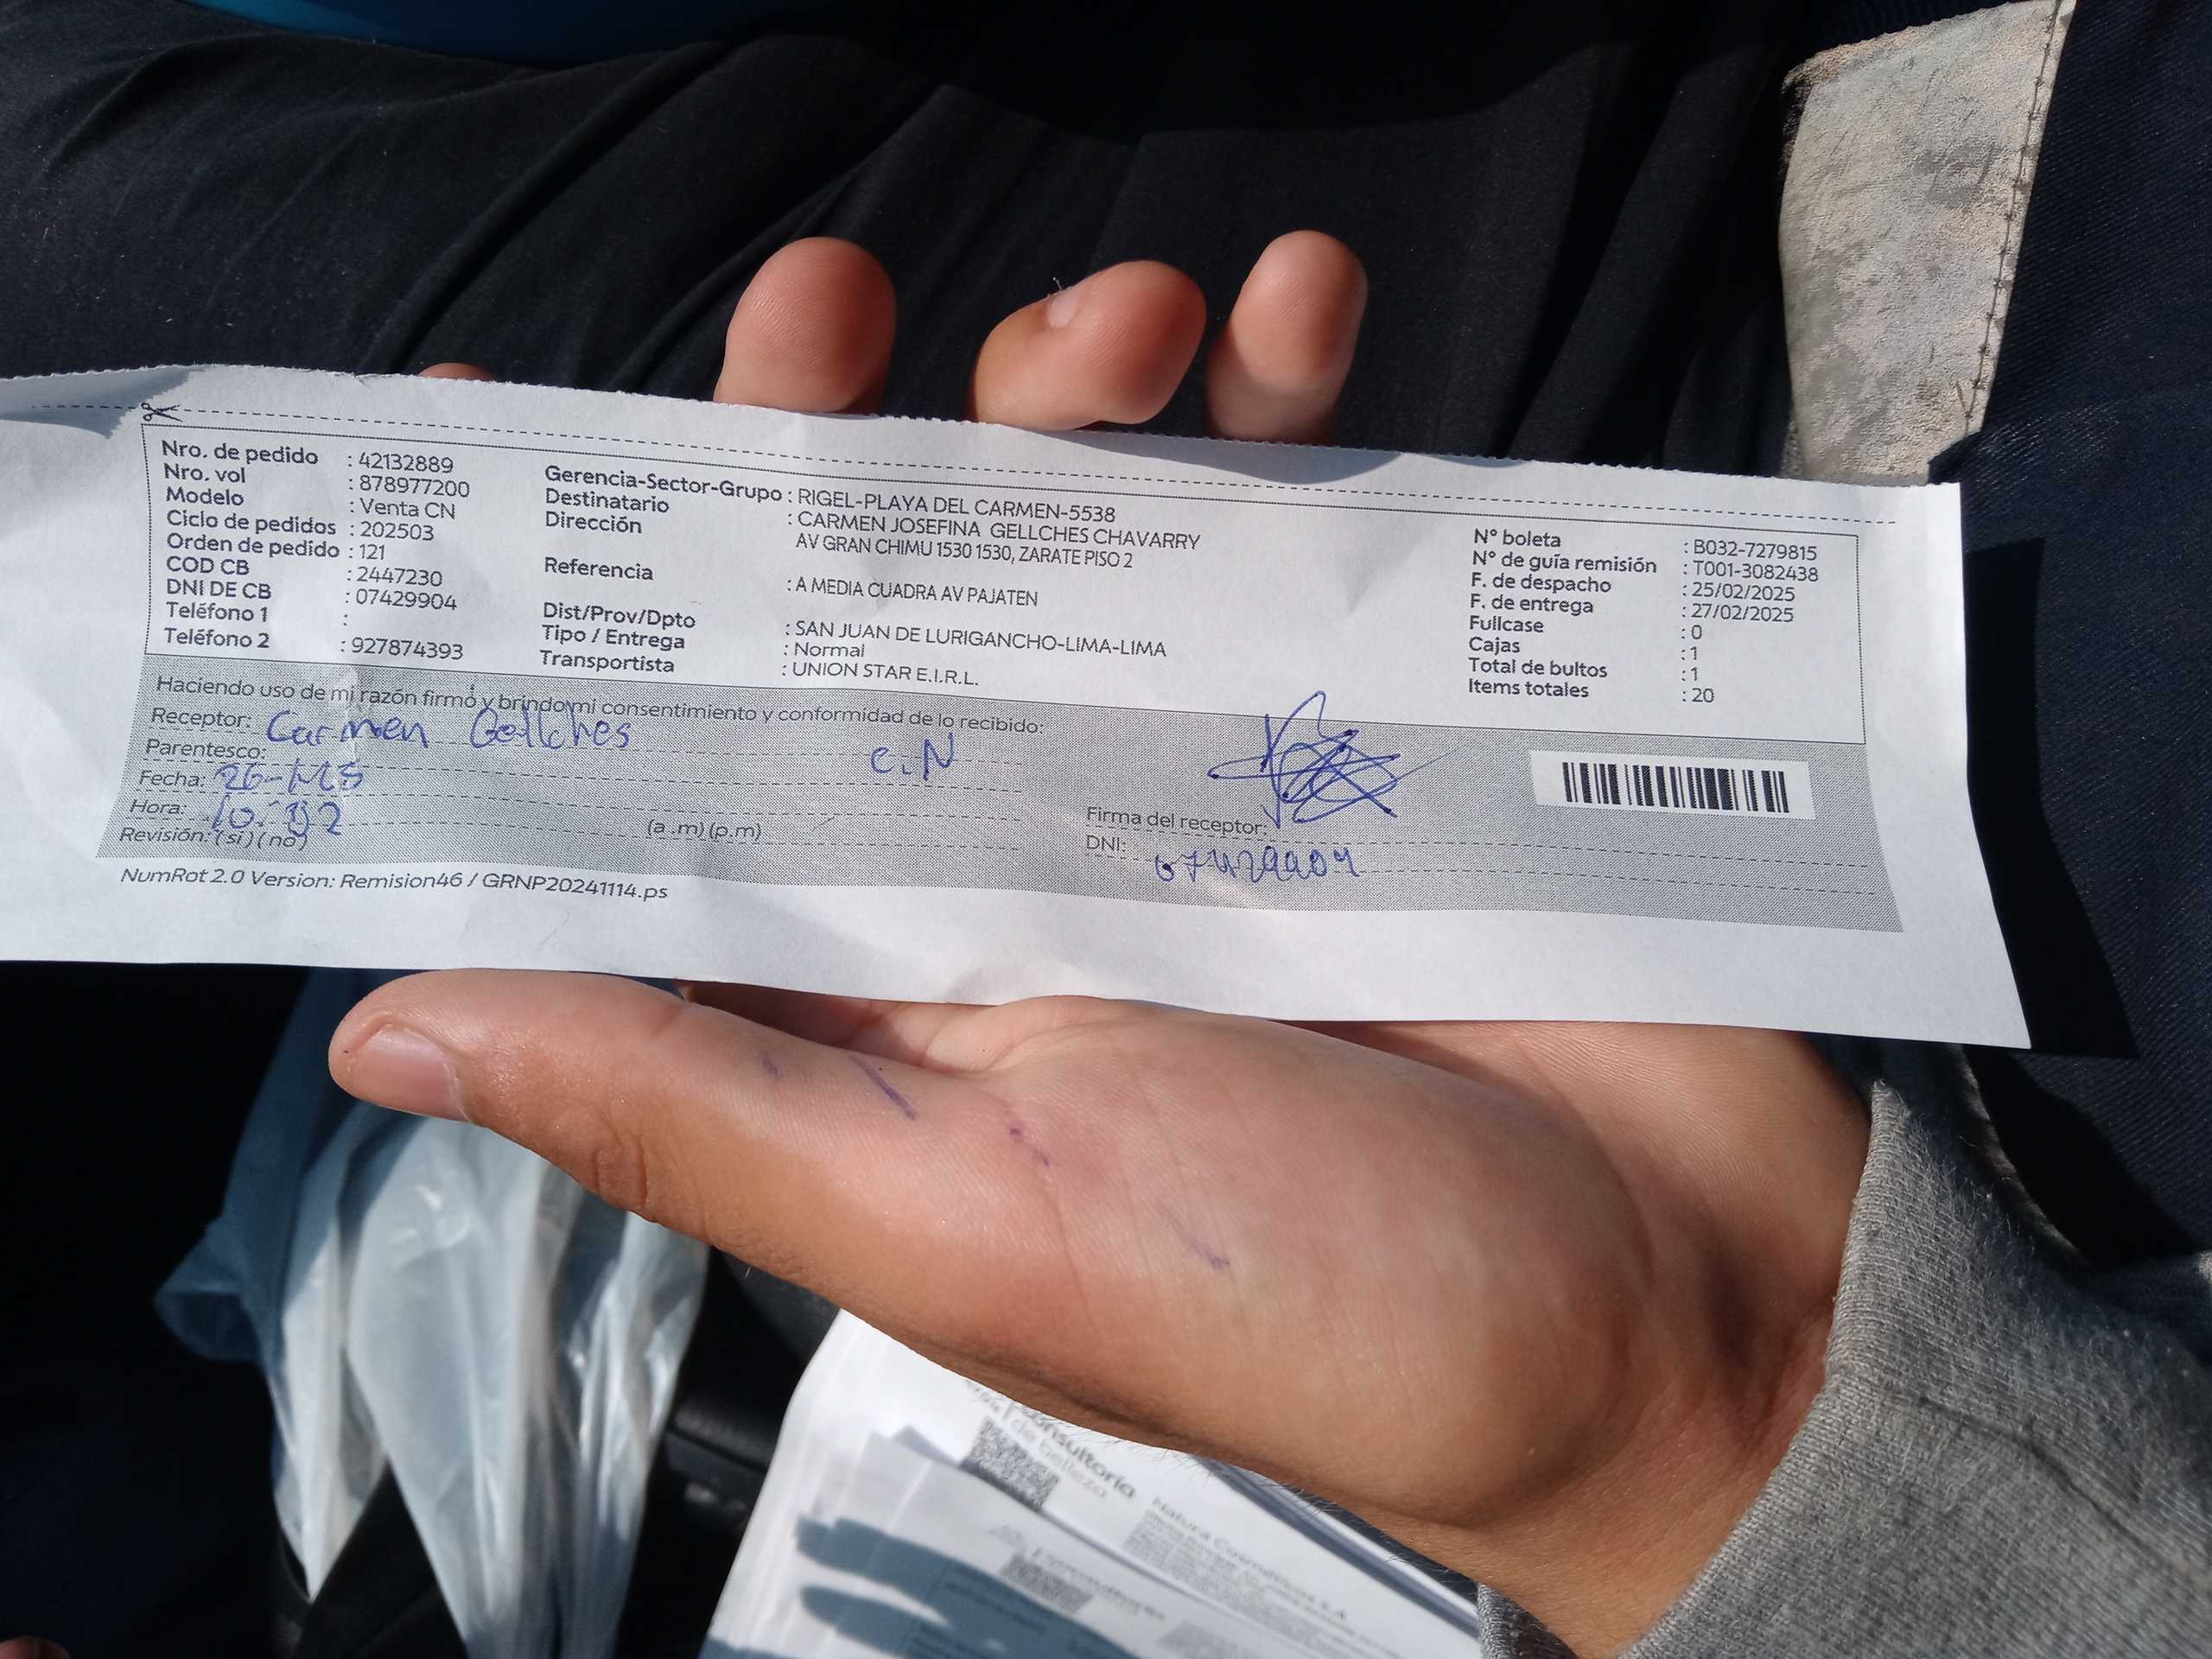 Nro. de pedido : 42132889
Nro. vol : 878977200
Modelo : Venta CN
Ciclo de pedidos : 202503
Orden de pedido : 121
COD CB : 2447230
DNI DE CB : 07429904
Teléfono 1 :
Teléfono 2 : 927874393
Gerencia-Sector-Grupo : RIGEL-PLAYA DEL CARMEN-5538
Destinatario : CARMEN JOSEFINA GELLCHES CHAVARRY
Dirección AV GRAN CHIMU 1530 1530, ZARATE PISO 2
Referencia : A MEDIA CUADRA AV PAJATEN
Dist/Prov/Dpto : SAN JUAN DE LURIGANCHO-LIMA-LIMA
Tipo / Entrega : Normal
Transportista : UNION STAR E.I.R.L.
N° boleta : B032-7279815
N° de guía remisión : T001-3082438
F. de despacho : 25/02/2025
F. de entrega : 27/02/2025
Fullcase : 0
Cajas : 1
Total de bultos : 1
Items totales : 20
Haciendo uso de mi razón firmó y brindo mi consentimiento y conformidad de lo recibido:
Receptor: Carmen Gellches
Parentesco: C.N
Fecha:
Hora: (a .m) (p.m)
Revisión: (si) (no)
Firma del receptor:
DNI: 07429904
NumRot 2.0 Version: Remision46 / GRNP20241114.ps
consultoría
de belleza
Natura Cosméticos S.A